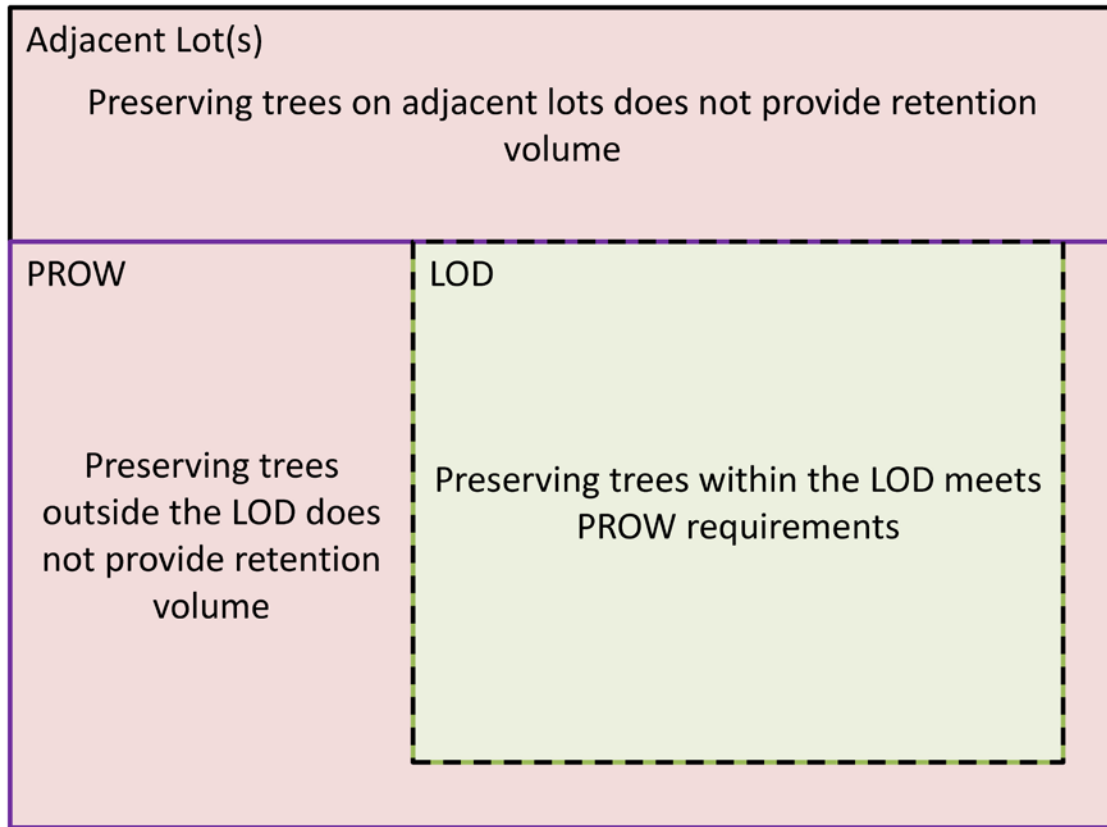 Adjacent Lot(s)
Preserving trees on adjacent lots does not provide retention
volume
PROW
Preserving trees
outside the LOD does
not provide retention
volume
LOD
Preserving trees within the LOD meets
PROW requirements